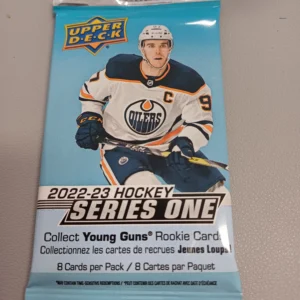 UPPER
DECK
C
9
OILERS
2022-23 HOCKEY
SERIES ONE
Collect Young Guns® Rookie Cards
Collectionnez les cartes de recrues Jeunes Loups!
8 Cards per Pack / 8 Cartes par Paquet